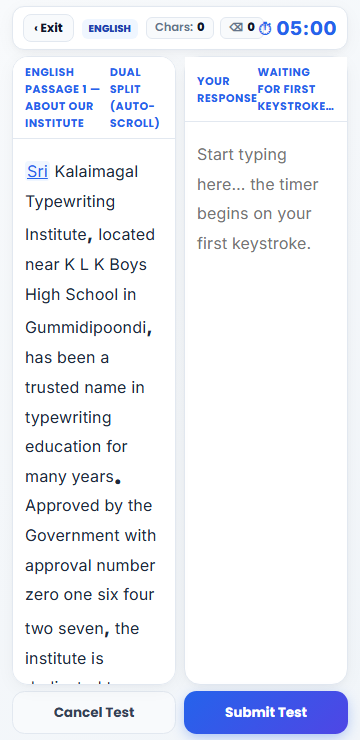 ‹ Exit
ENGLISH
Chars: 0
⌫ 0
⏱ 05:00
ENGLISH
PASSAGE 1 —
ABOUT OUR
INSTITUTE
DUAL
SPLIT
(AUTO-
SCROLL)
Sri Kalaimagal
Typewriting
Institute, located
near K L K Boys
High School in
Gummidipoondi,
has been a
trusted name in
typewriting
education for
many years.
Approved by the
Government with
approval number
zero one six four
two seven, the
institute is
YOUR
RESPONSE
WAITING
FOR FIRST
KEYSTROKE…
Start typing
here... the timer
begins on your
first keystroke.
Cancel Test
Submit Test